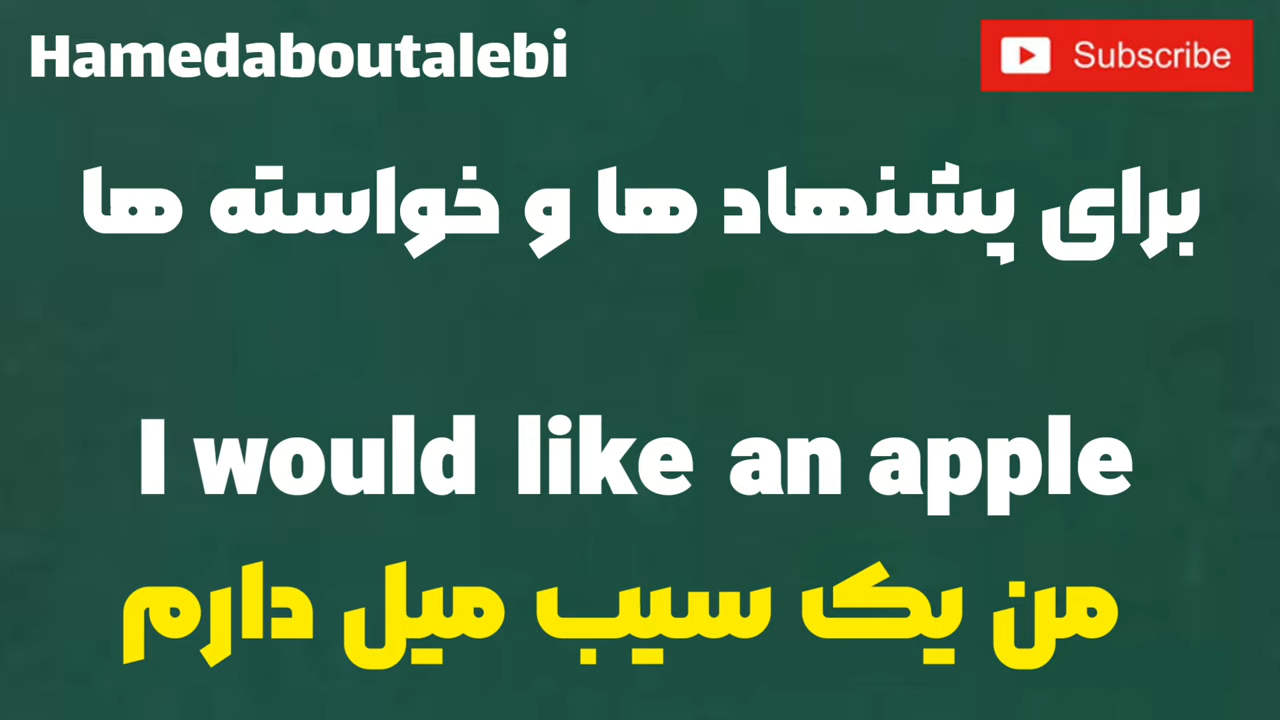 Hamedaboutalebi
Subscribe
برای پشنهاد ها و خواسته ها
I would like an apple
من یک سیب میل دارم